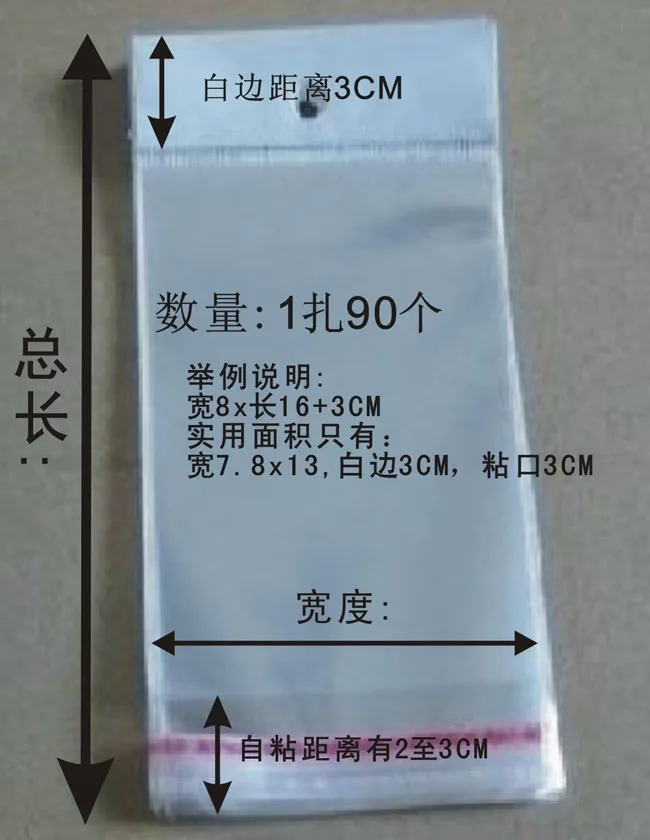 白边距离3CM
数量:1扎90个
总长:
举例说明:
宽8x长16+3CM
实用面积只有:
宽7.8x13,白边3CM，粘口3CM
宽度:
自粘距离有2至3CM